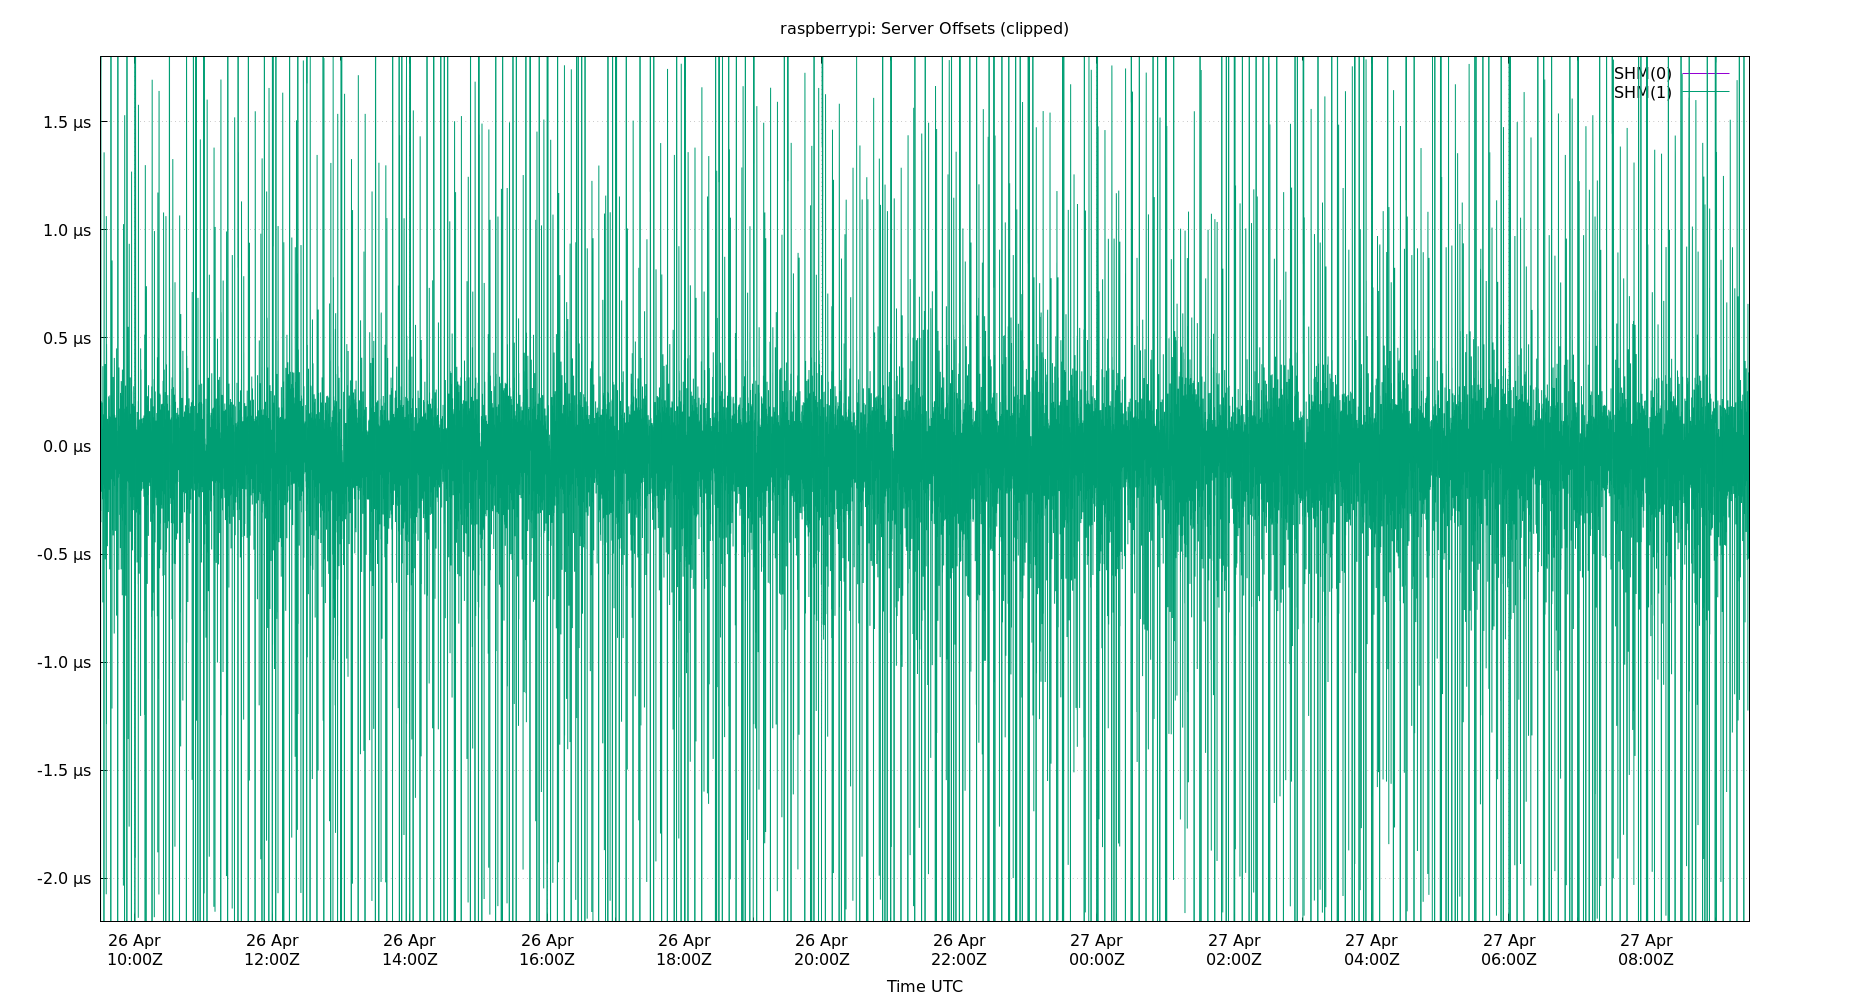 raspberrypi: Server Offsets (clipped)
SHM(0)
SHM(1)
1.5 µs
1.0 µs
0.5 µs
0.0 µs
-0.5 µs
-1.0 µs
-1.5 µs
-2.0 µs
26 Apr 26 Apr 26 Apr 26 Apr 26 Apr 26 Apr 26 Apr 27 Apr 27 Apr 27 Apr 27 Apr 27 Apr
10:00Z 12:00Z 14:00Z 16:00Z 18:00Z 20:00Z 22:00Z 00:00Z 02:00Z 04:00Z 06:00Z 08:00Z
Time UTC